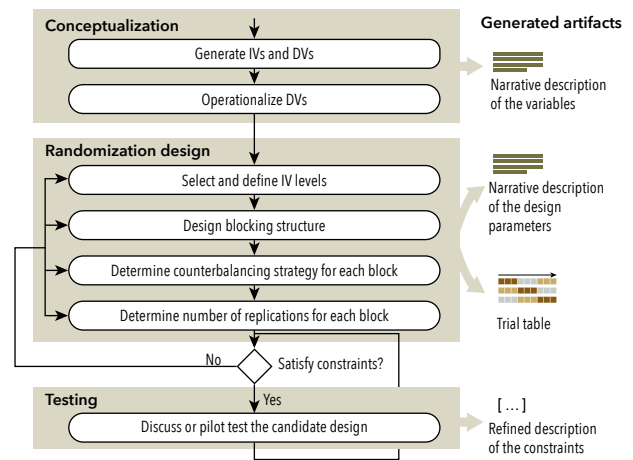 Conceptualization
Generated artifacts
Generate IVs and DVs
Operationalize DVs
Narrative description
of the variables
Randomization design
Select and define IV levels
Design blocking structure
Determine counterbalancing strategy for each block
Determine number of replications for each block
Narrative description
of the design
parameters
Trial table
No
Satisfy constraints?
Yes
Testing
Discuss or pilot test the candidate design
[...]
Refined description
of the constraints